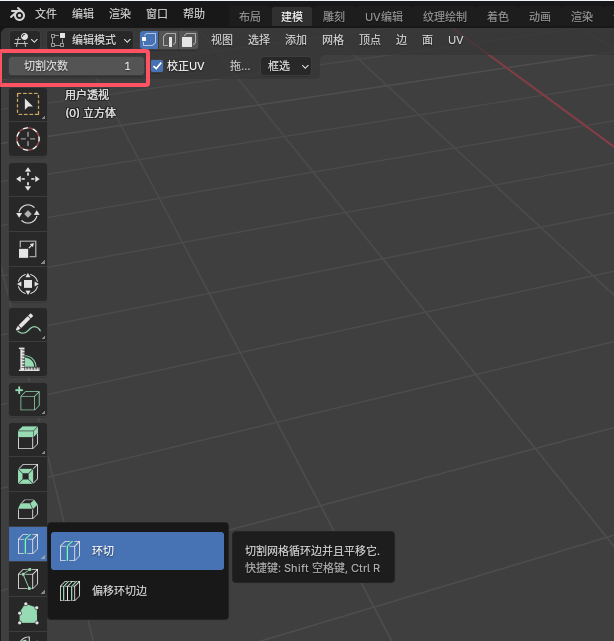 文件 编辑 渲染 窗口 帮助 布局 建模 雕刻 UV编辑 纹理绘制 着色 动画 渲染
编辑模式 视图 选择 添加 网格 顶点 边 面 UV
切割次数 1 校正UV 拖... 框选
用户透视
(0) 立方体
环切
偏移环切边
切割网格循环边并且平移它.
快捷键: Shift 空格键, Ctrl R